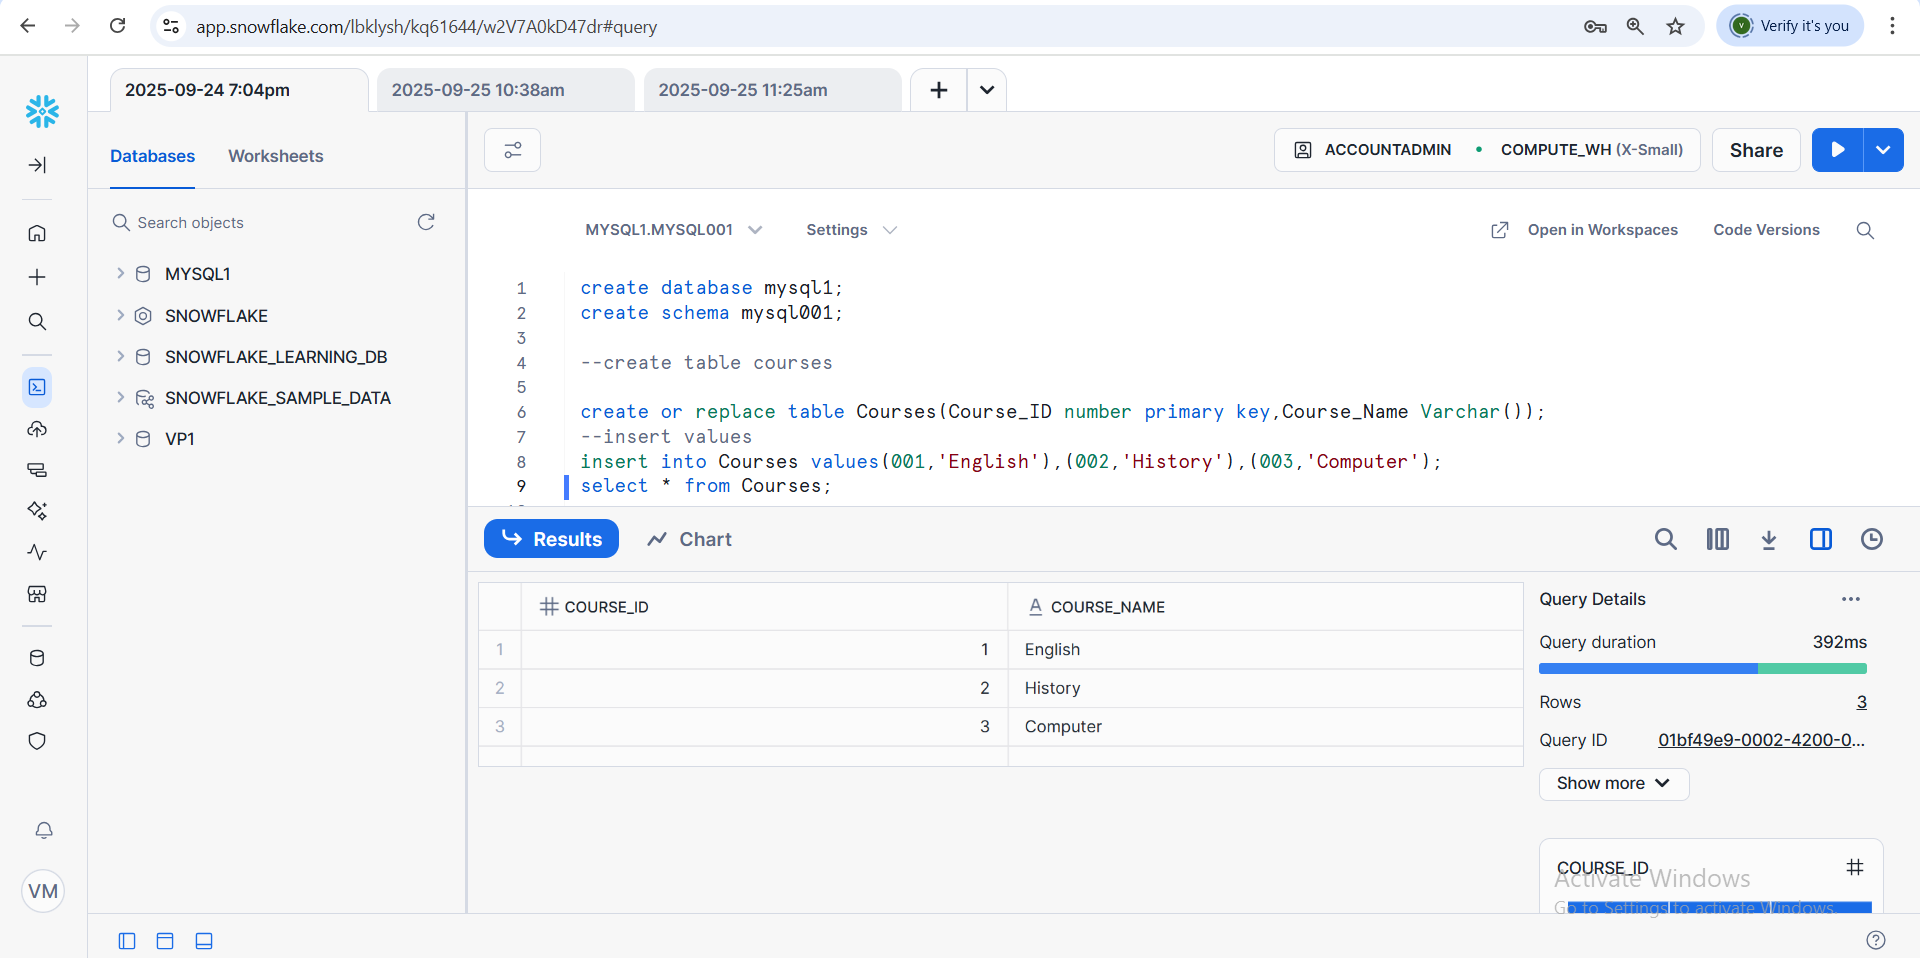 app.snowflake.com/lbklysh/kq61644/w2V7A0kD47dr#query
V
Verify it's you
2025-09-24 7:04pm
2025-09-25 10:38am
2025-09-25 11:25am
Databases
Worksheets
ACCOUNTADMIN
COMPUTE_WH (X-Small)
Share
Search objects
MYSQL1
SNOWFLAKE
SNOWFLAKE_LEARNING_DB
SNOWFLAKE_SAMPLE_DATA
VP1
MYSQL1.MYSQL001
Settings
Open in Workspaces
Code Versions
1 create database mysql1;
2 create schema mysql001;
3
4 --create table courses
5
6 create or replace table Courses(Course_ID number primary key,Course_Name Varchar());
7 --insert values
8 insert into Courses values(001,'English'),(002,'History'),(003,'Computer');
9 select * from Courses;
Results
Chart
COURSE_ID
A COURSE_NAME
1 1 English
2 2 History
3 3 Computer
Query Details
Query duration 392ms
Rows 3
Query ID 01bf49e9-0002-4200-0...
Show more
COURSE_ID
Activate Windows
Go to Settings to activate Windows.
VM